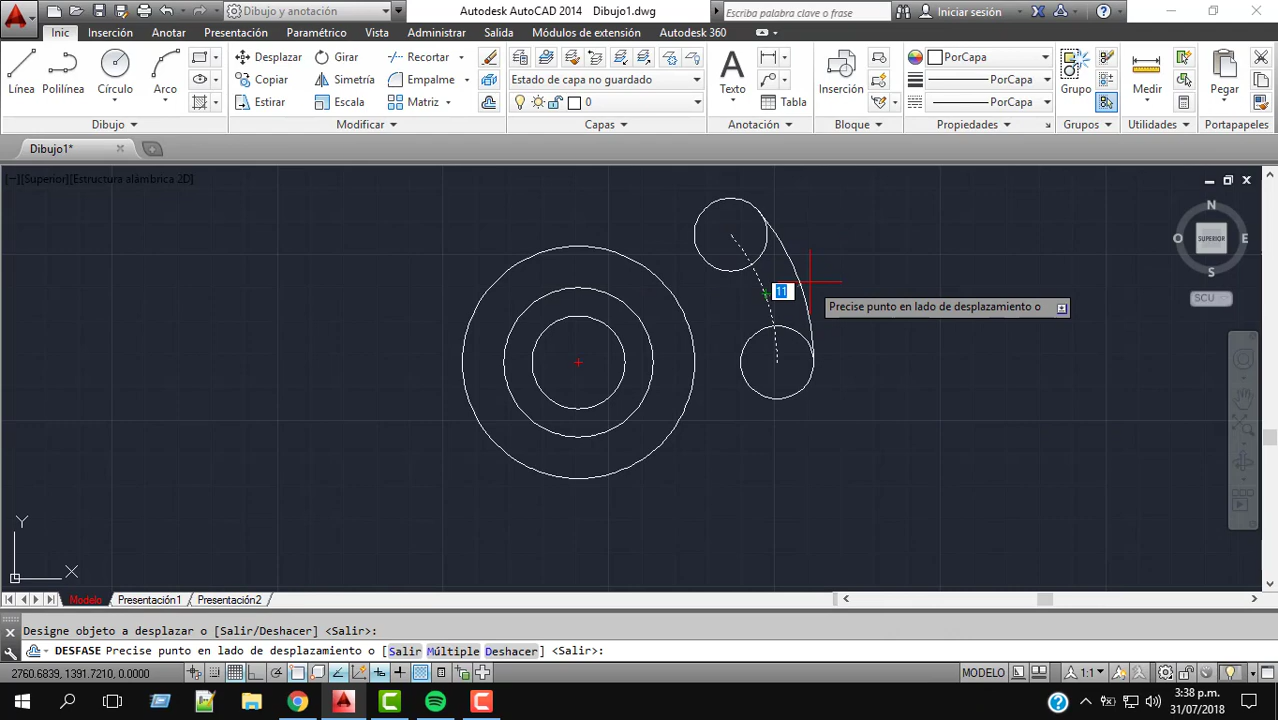 Dibujo y anotación
Autodesk AutoCAD 2014 Dibujo1.dwg
Escriba palabra clave o frase
Iniciar sesión
Inic Inserción Anotar Presentación Paramétrico Vista Administrar Salida Módulos de extensión Autodesk 360
Línea Polilínea Círculo Arco
Desplazar Girar Recortar
Copiar Simetría Empalme
Estirar Escala Matriz
Estado de capa no guardado
0
Texto
Tabla
Inserción
PorCapa
PorCapa
PorCapa
Grupo
Medir
Pegar
Dibujo Modificar Capas Anotación Bloque Propiedades Grupos Utilidades Portapapeles
Dibujo1*
[−][Superior][Estructura alámbrica 2D]
N
O SUPERIOR E
S
SCU
11
Precise punto en lado de desplazamiento o
Y
X
Modelo Presentación1 Presentación2
Designe objeto a desplazar o [Salir/Deshacer] <Salir>:
DESFASE Precise punto en lado de desplazamiento o [Salir Múltiple Deshacer] <Salir>:
2760.6839, 1391.7210, 0.0000
MODELO
1:1
3:38 p.m.
31/07/2018